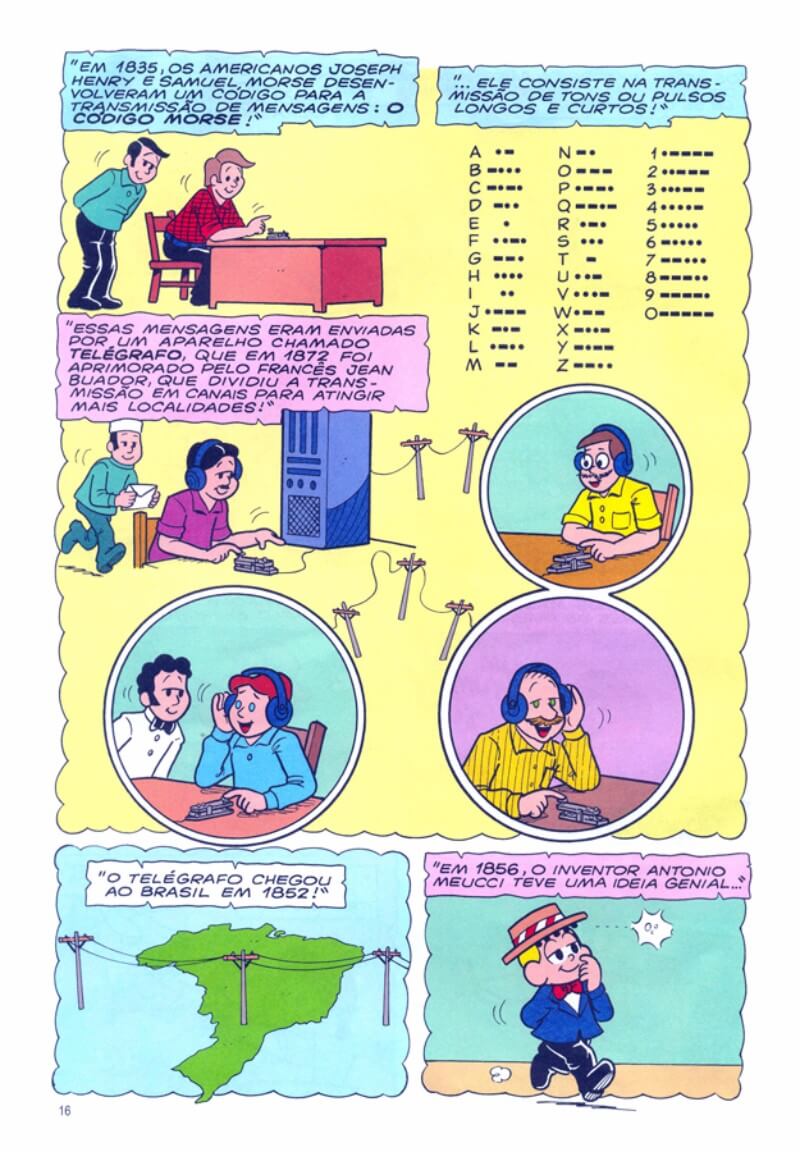 "EM 1835, OS AMERICANOS JOSEPH
HENRY E SAMUEL MORSE DESEN-
VOLVERAM UM CÓDIGO PARA A
TRANSMISSÃO DE MENSAGENS: O
CÓDIGO MORSE!"
"... ELE CONSISTE NA TRANS-
MISSÃO DE TONS OU PULSOS
LONGOS E CURTOS!"
A •–
B –•••
C –•–•
D –••
E •
F ••–•
G ––•
H ••••
I ••
J •–––
K –•–
L •–••
M ––
N –•
O –––
P •––•
Q ––•–
R •–•
S •••
T –
U ••–
V •••–
W •––
X –••–
Y –•––
Z ––••
1 •––––
2 ••–––
3 •••––
4 ••••–
5 •••••
6 –••••
7 ––•••
8 –––••
9 ––––•
0 –––––
"ESSAS MENSAGENS ERAM ENVIADAS
POR UM APARELHO CHAMADO
TELÉGRAFO, QUE EM 1872 FOI
APRIMORADO PELO FRANCÊS JEAN
BUADOR, QUE DIVIDIU A TRANS-
MISSÃO EM CANAIS PARA ATINGIR
MAIS LOCALIDADES!"
"O TELÉGRAFO CHEGOU
AO BRASIL EM 1852!"
"EM 1856, O INVENTOR ANTONIO
MEUCCI TEVE UMA IDEIA GENIAL..."
16